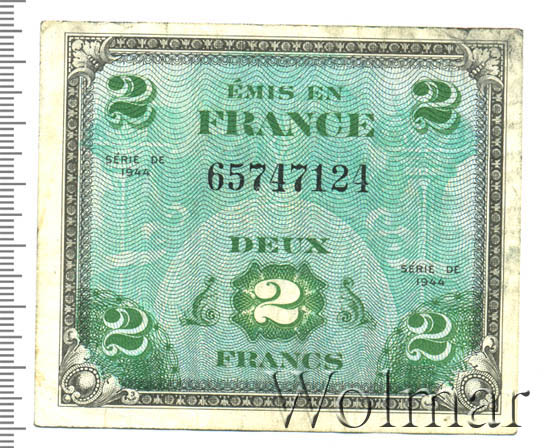 2 ÉMIS EN 2
FRANCE
SÉRIE DE
1944
65747124
DEUX
SÉRIE DE
1944
2 2 2
FRANCS
Wolmar